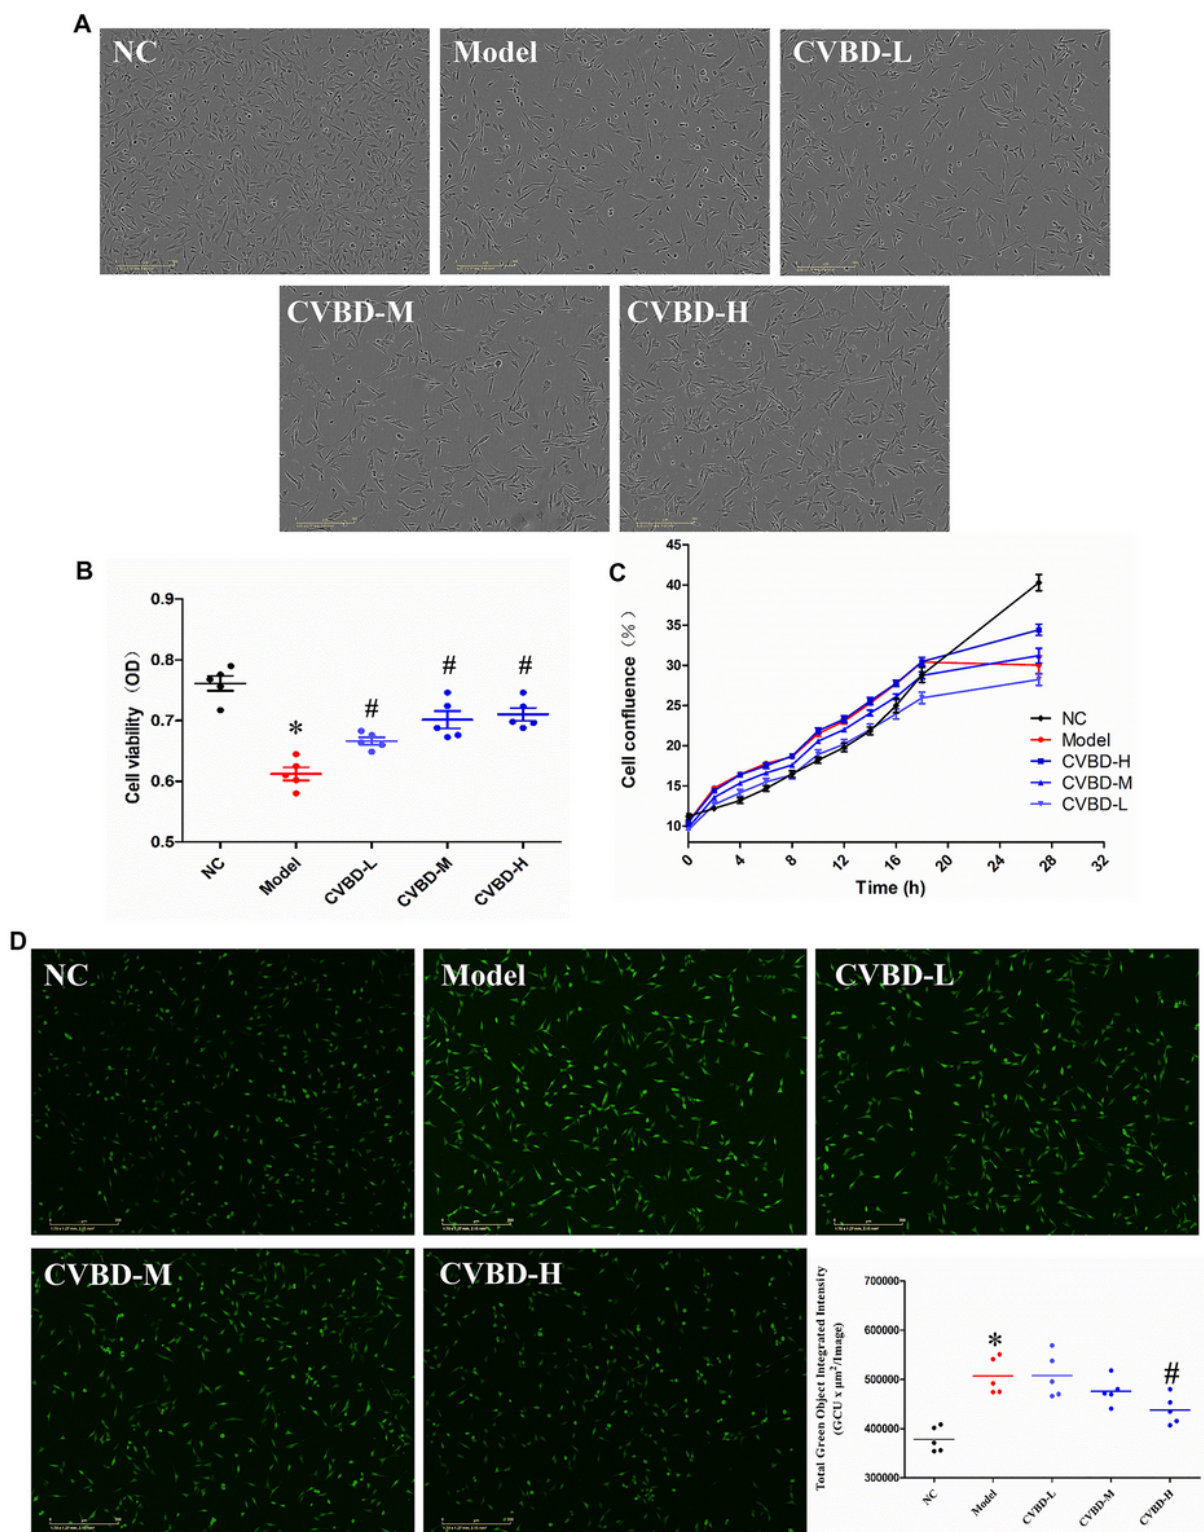 A
NC
Model
CVBD-L
CVBD-M
CVBD-H
B
Cell viability（OD）
0.9
0.8
0.7
0.6
0.5
*
#
#
#
NC
Model
CVBD-L
CVBD-M
CVBD-H
C
Cell confluence（%）
45
40
35
30
25
20
15
10
0
4
8
12
16
20
24
28
32
Time (h)
NC
Model
CVBD-H
CVBD-M
CVBD-L
D
NC
Model
CVBD-L
CVBD-M
CVBD-H
Total Green Object Integrated Intensity
(GCU x µm²/Image)
700000
600000
500000
400000
300000
*
#
NC
Model
CVBD-L
CVBD-M
CVBD-H